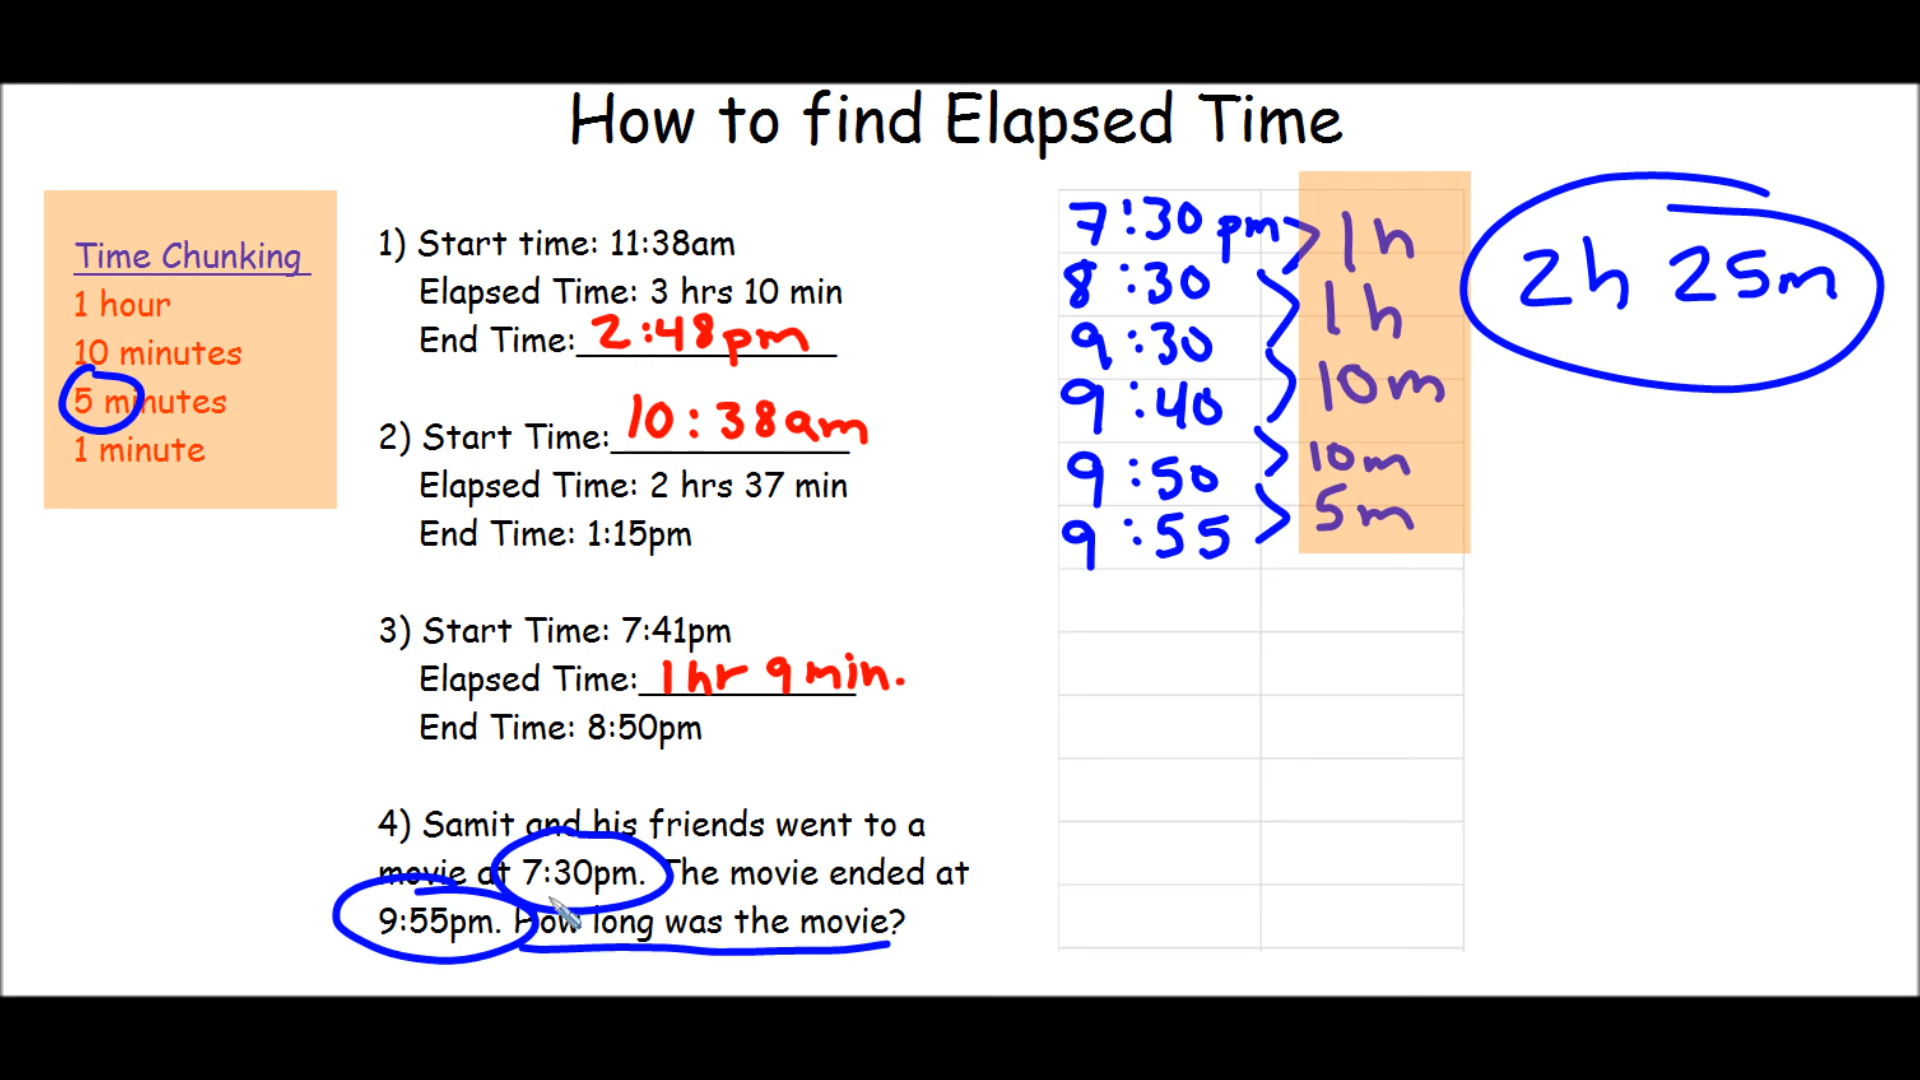 How to find Elapsed Time
Time Chunking
1 hour
10 minutes
5 minutes
1 minute
1) Start time: 11:38am
Elapsed Time: 3 hrs 10 min
End Time: 2:48pm
2) Start Time: 10:38am
Elapsed Time: 2 hrs 37 min
End Time: 1:15pm
3) Start Time: 7:41pm
Elapsed Time: 1 hr 9 min.
End Time: 8:50pm
4) Samit and his friends went to a
movie at 7:30pm. The movie ended at
9:55pm. How long was the movie?
7:30 pm
1h
8:30
1h
9:30
10m
9:40
10m
9:50
5m
9:55
2h 25m